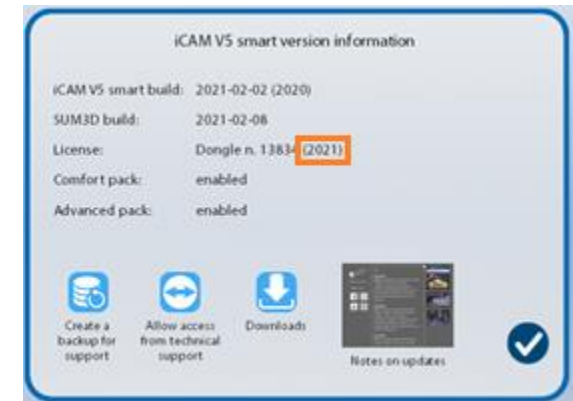 iCAM V5 smart version information
iCAM V5 smart build: 2021-02-02 (2020)
SUM3D build: 2021-02-08
License: Dongle n. 13834 (2021)
Comfort pack: enabled
Advanced pack: enabled
Create a
backup for
support
Allow access
from technical
support
Downloads
Notes on updates